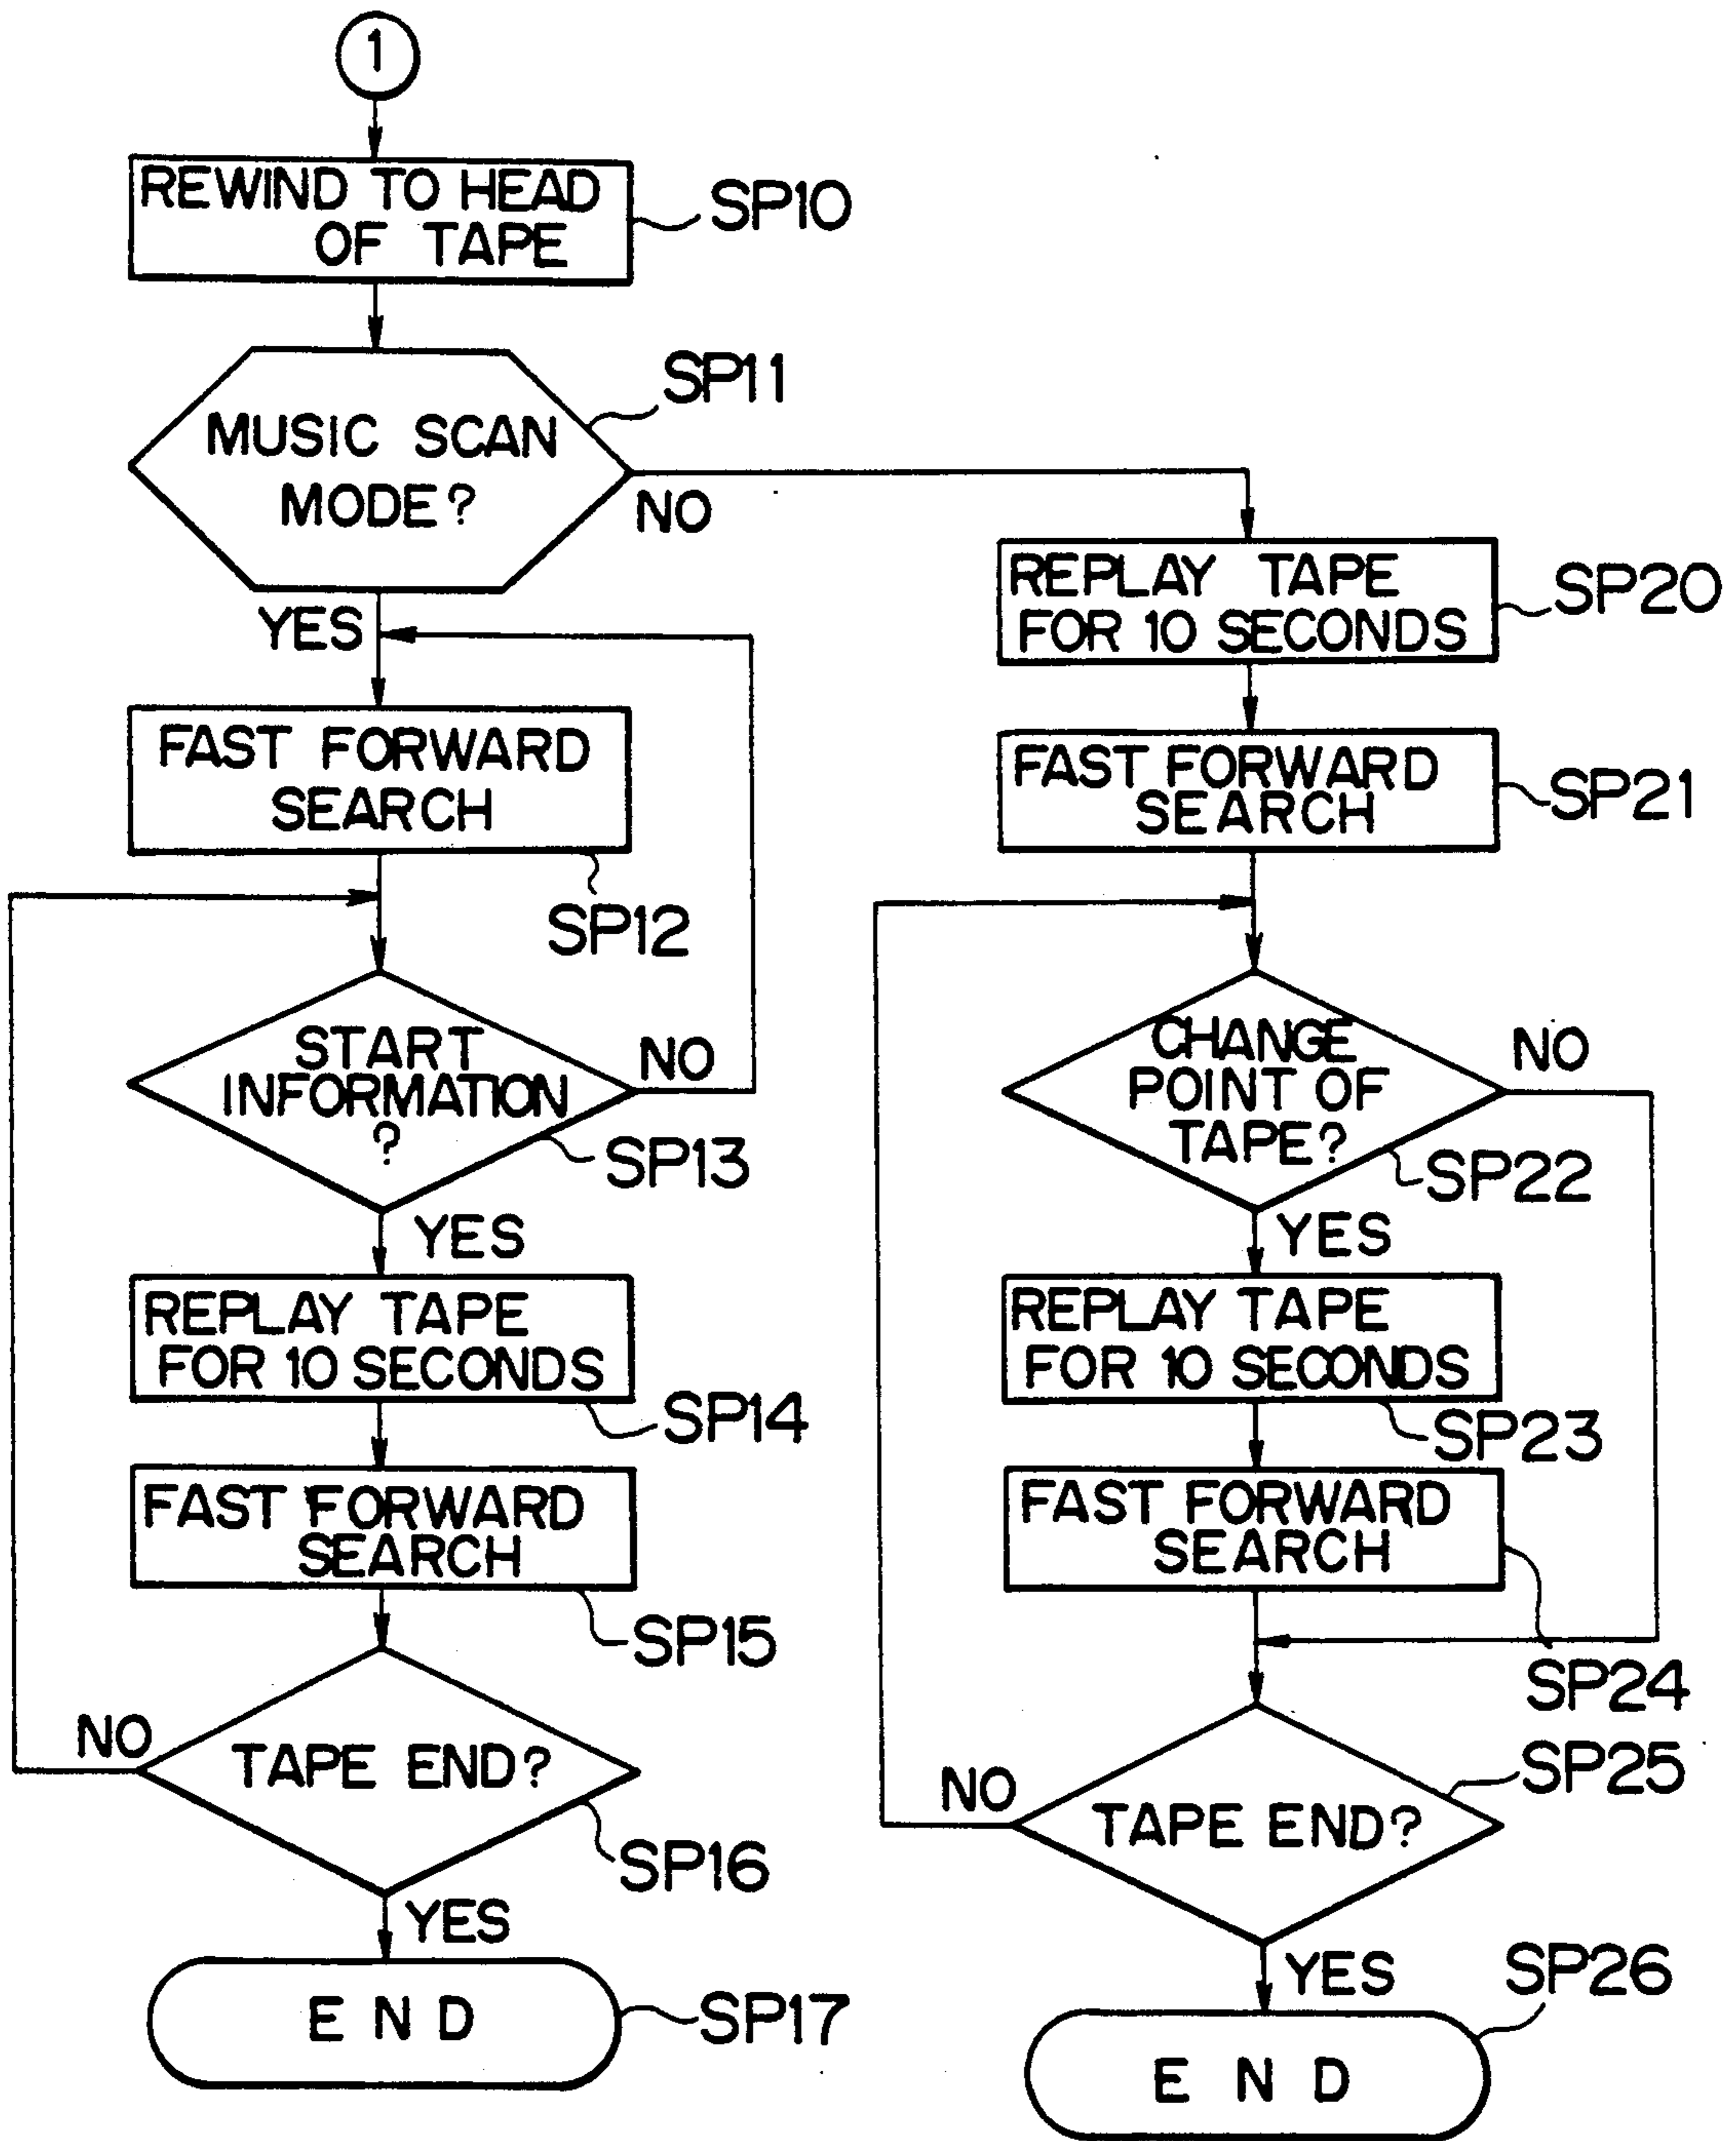 1
REWIND TO HEAD
OF TAPE
SP10
MUSIC SCAN
MODE?
SP11
NO
YES
FAST FORWARD
SEARCH
SP12
START
INFORMATION
?
NO
SP13
YES
REPLAY TAPE
FOR 10 SECONDS
SP14
FAST FORWARD
SEARCH
SP15
TAPE END?
NO
SP16
YES
END
SP17
REPLAY TAPE
FOR 10 SECONDS
SP20
FAST FORWARD
SEARCH
SP21
CHANGE
POINT OF
TAPE?
NO
SP22
YES
REPLAY TAPE
FOR 10 SECONDS
SP23
FAST FORWARD
SEARCH
SP24
TAPE END?
SP25
NO
YES
END
SP26